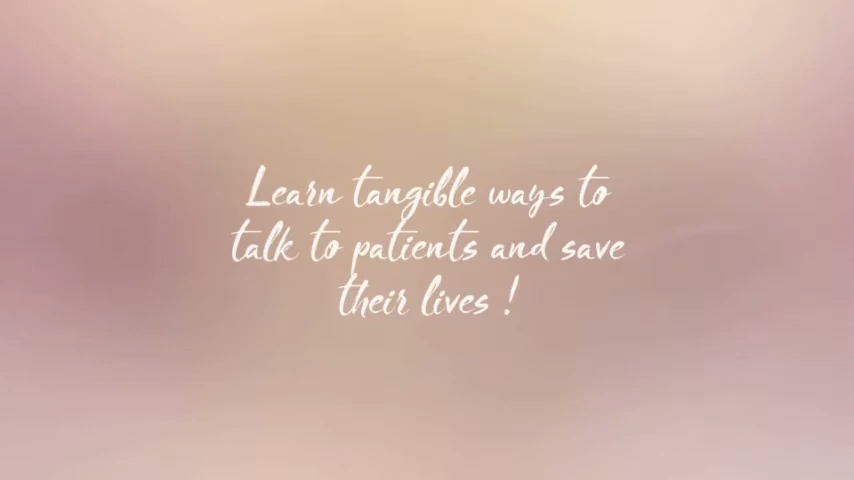 Learn tangible ways to
talk to patients and save
their lives !